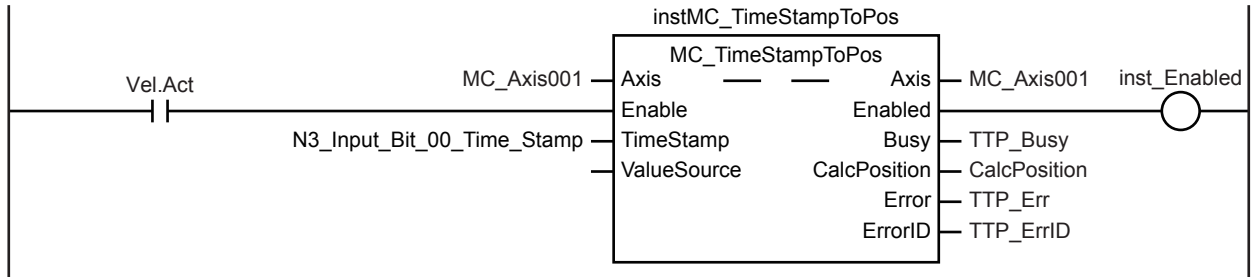 instMC_TimeStampToPos
MC_TimeStampToPos
Vel.Act MC_Axis001 Axis Axis MC_Axis001 inst_Enabled
Enable Enabled
N3_Input_Bit_00_Time_Stamp TimeStamp Busy TTP_Busy
ValueSource CalcPosition CalcPosition
Error TTP_Err
ErrorID TTP_ErrID